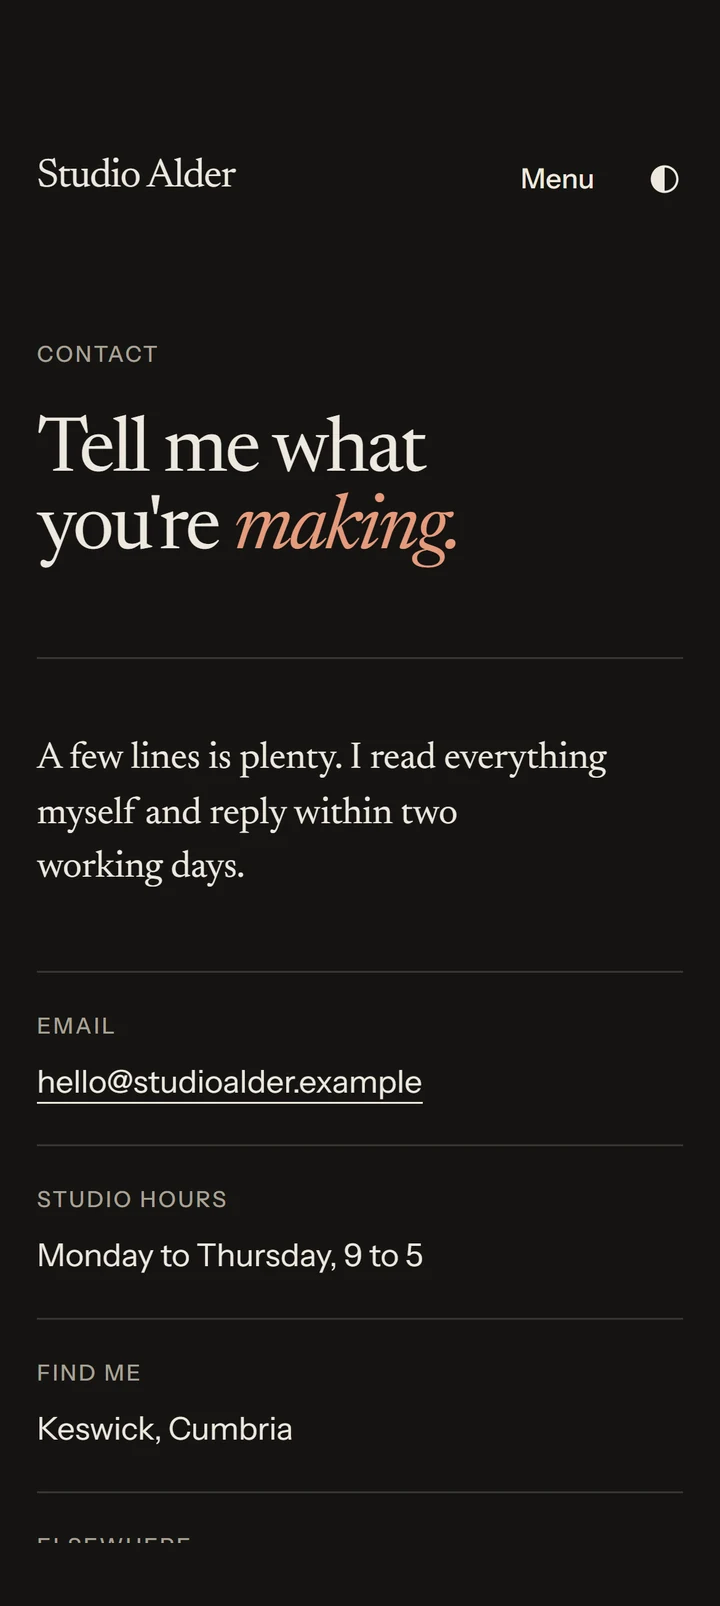 Studio Alder
Menu
CONTACT
Tell me what
you're making.
A few lines is plenty. I read everything
myself and reply within two
working days.
EMAIL
hello@studioalder.example
STUDIO HOURS
Monday to Thursday, 9 to 5
FIND ME
Keswick, Cumbria
ELSEWHERE